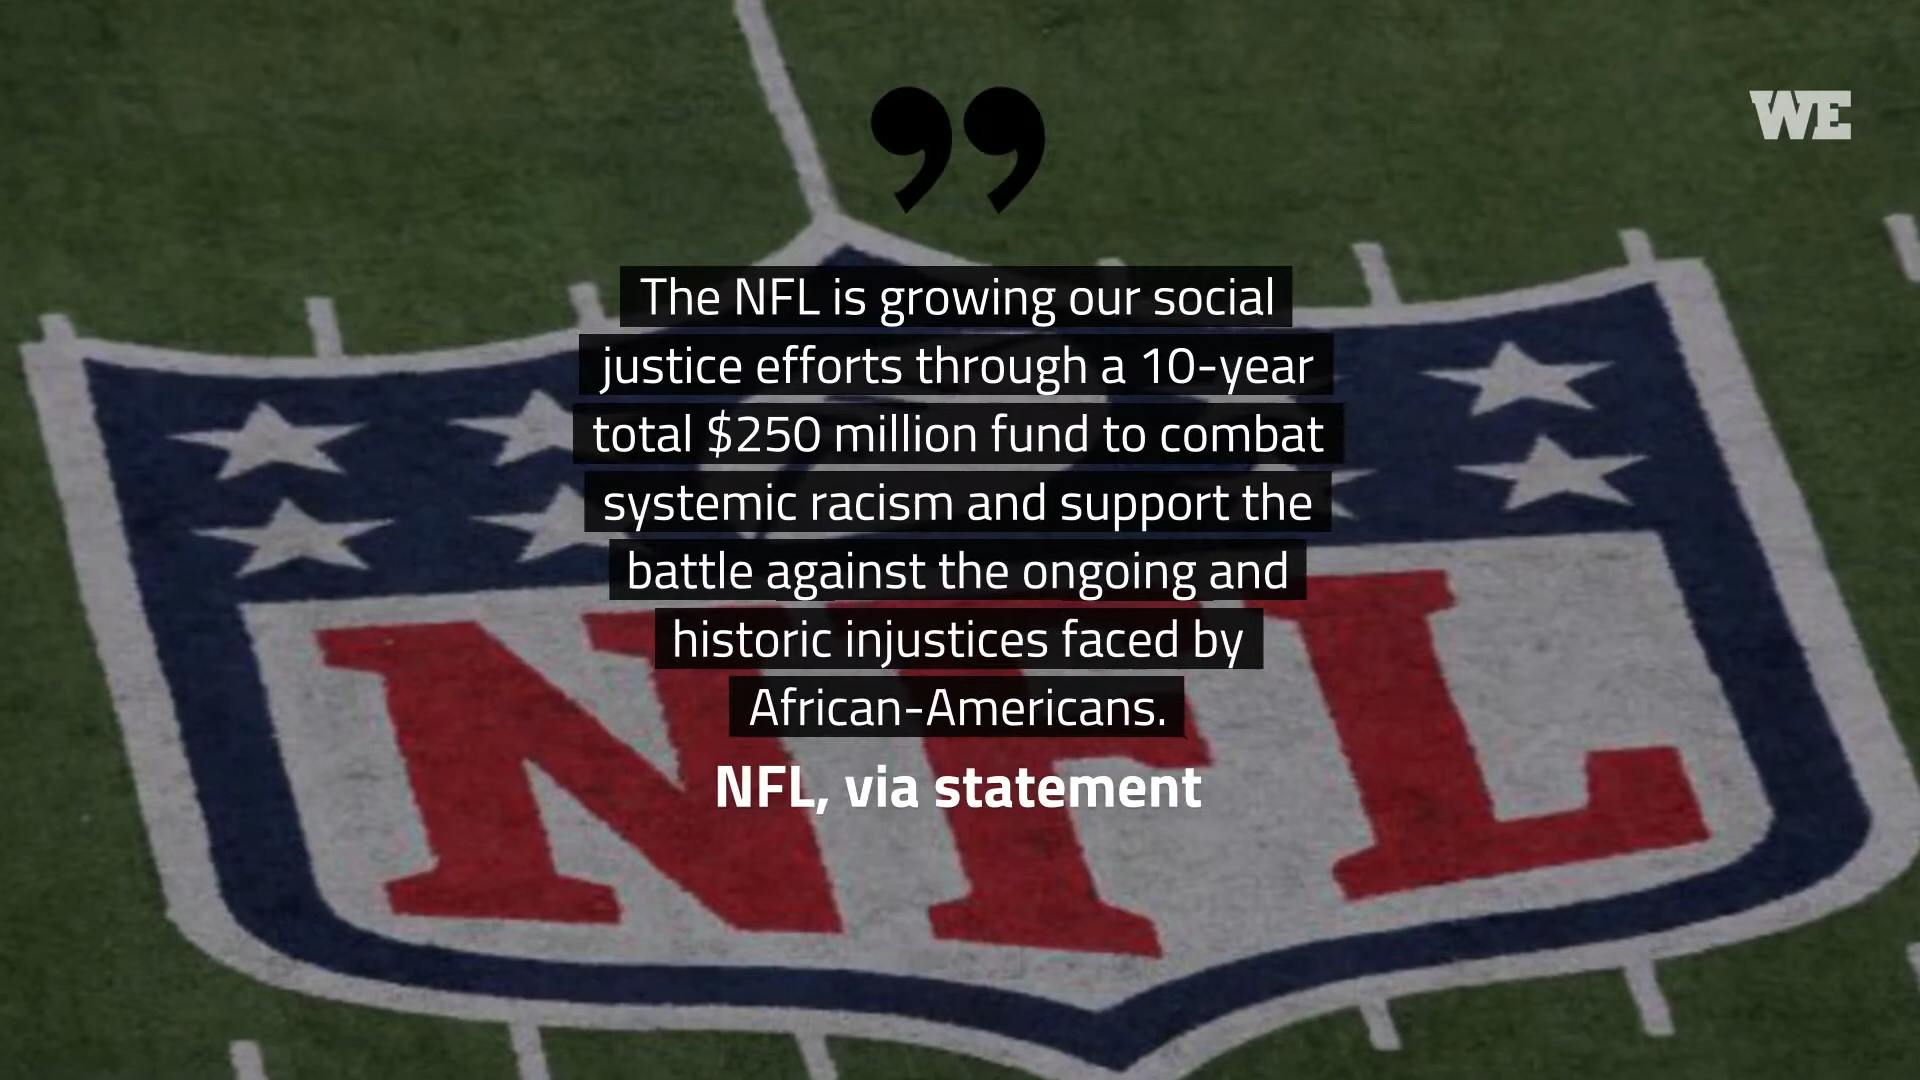 WE
”
The NFL is growing our social
justice efforts through a 10-year
total $250 million fund to combat
systemic racism and support the
battle against the ongoing and
historic injustices faced by
African-Americans.
NFL, via statement
NFL